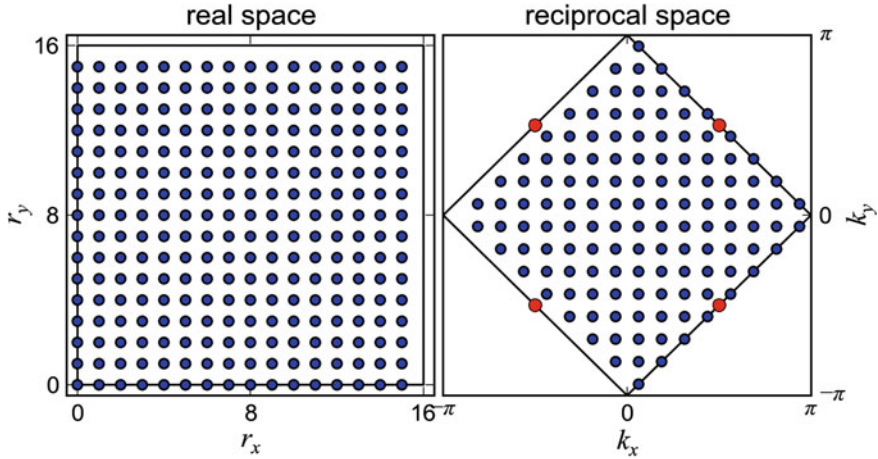 real space
reciprocal space
16
8
0
r_y
0
8
16
r_x
π
0
−π
k_y
−π
0
π
k_x